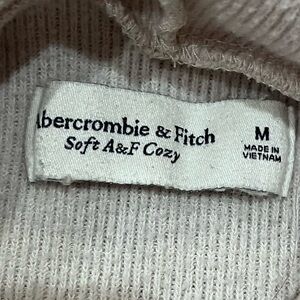 Abercrombie & Fitch
Soft A&F Cozy
M
MADE IN
VIETNAM